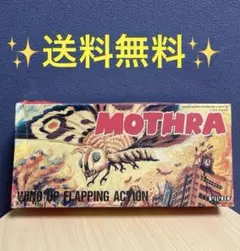 ✨送料無料✨
MOTHRA
WIND-UP FLAPPING ACTION